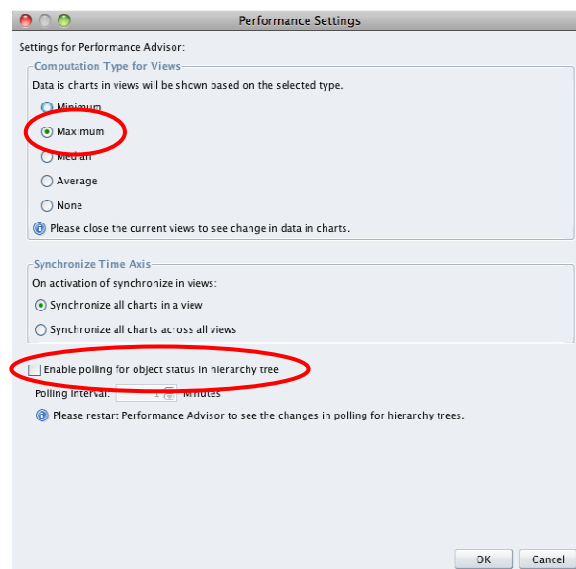 Performance Settings
Settings for Performance Advisor:
Computation Type for Views
Data is charts in views will be shown based on the selected type.
Minimum
Maximum
Median
Average
None
Please close the current views to see change in data in charts.
Synchronize Time Axis
On activation of synchronize in views:
Synchronize all charts in a view
Synchronize all charts across all views
Enable polling for object status in hierarchy tree
Polling Interval: 1 Minutes
Please restart Performance Advisor to see the changes in polling for hierarchy trees.
OK Cancel